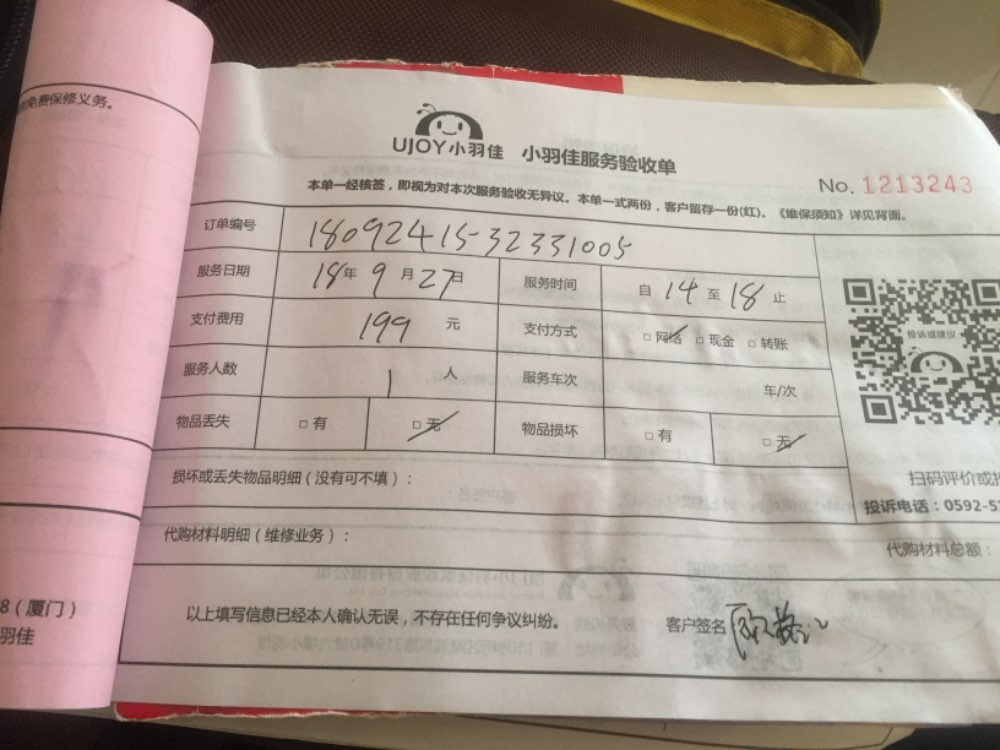 免费保修义务。
UJOY小羽佳 小羽佳服务验收单
No. 1213243
本单一经核签，即视为对本次服务验收无异议。本单一式两份，客户留存一份(红)。《维保须知》详见背面。
订单编号 18092415-32331005
服务日期 18年9月27日 服务时间 自14至18止
投诉或建议
支付费用 199元 支付方式 □网络 □现金 □转账
服务人数 1人 服务车次 车/次
物品丢失 □有 □无 物品损坏 □有 □无
扫码评价或投
损坏或丢失物品明细（没有可不填）：
投诉电话：0592-5
代购材料明细（维修业务）：
代购材料总额：
8（厦门）
羽佳
以上填写信息已经本人确认无误，不存在任何争议纠纷。 客户签名